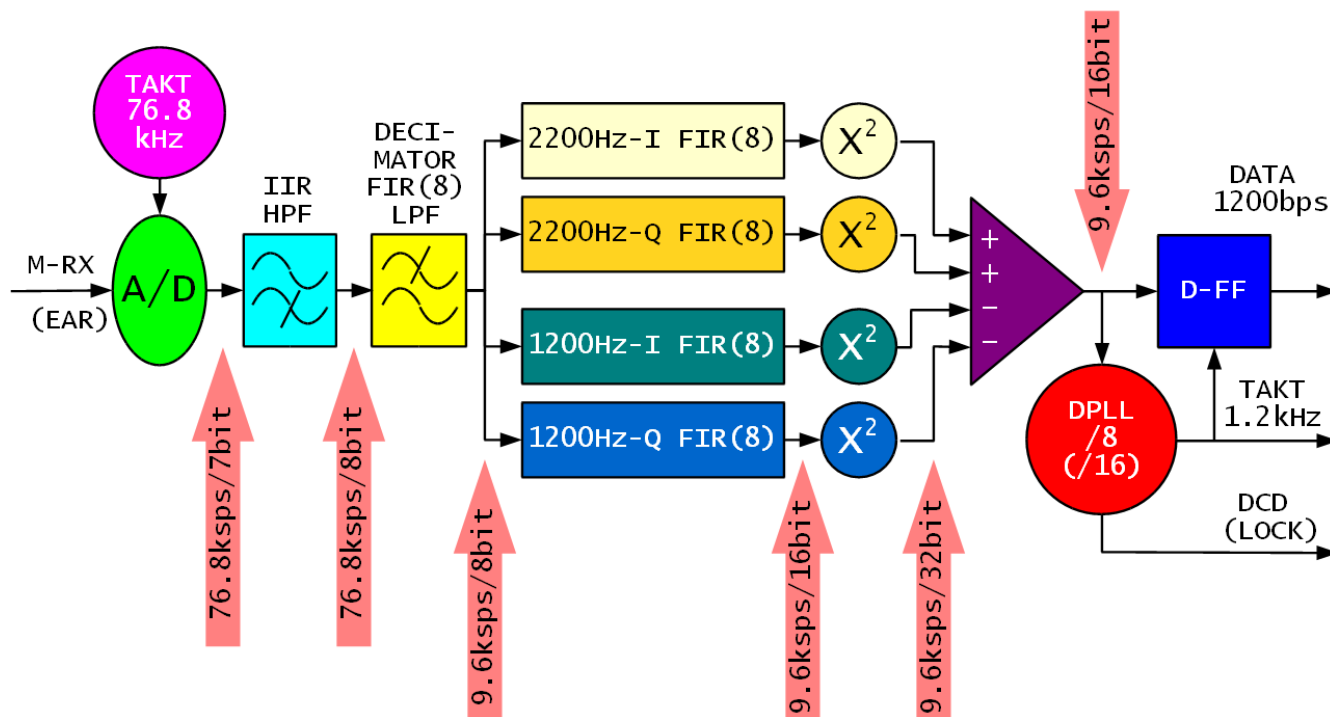 TAKT
76.8
kHz
M-RX
(EAR)
A/D
76.8ksps/7bit
IIR
HPF
76.8ksps/8bit
DECI-
MATOR
FIR(8)
LPF
9.6ksps/8bit
2200Hz-I FIR(8)
X²
2200Hz-Q FIR(8)
X²
1200Hz-I FIR(8)
X²
1200Hz-Q FIR(8)
X²
9.6ksps/16bit
9.6ksps/32bit
+
+
−
−
9.6ksps/16bit
D-FF
DATA
1200bps
DPLL
/8
(/16)
TAKT
1.2kHz
DCD
(LOCK)